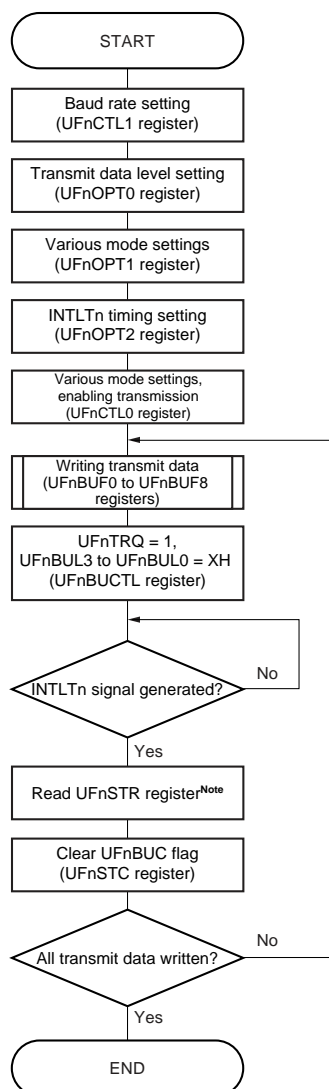 START
Baud rate setting
(UFnCTL1 register)
Transmit data level setting
(UFnOPT0 register)
Various mode settings
(UFnOPT1 register)
INTLTn timing setting
(UFnOPT2 register)
Various mode settings,
enabling transmission
(UFnCTL0 register)
Writing transmit data
(UFnBUF0 to UFnBUF8
registers)
UFnTRQ = 1,
UFnBUL3 to UFnBUL0 = XH
(UFnBUCTL register)
INTLTn signal generated?
No
Yes
Read UFnSTR register Note
Clear UFnBUC flag
(UFnSTC register)
All transmit data written?
No
Yes
END